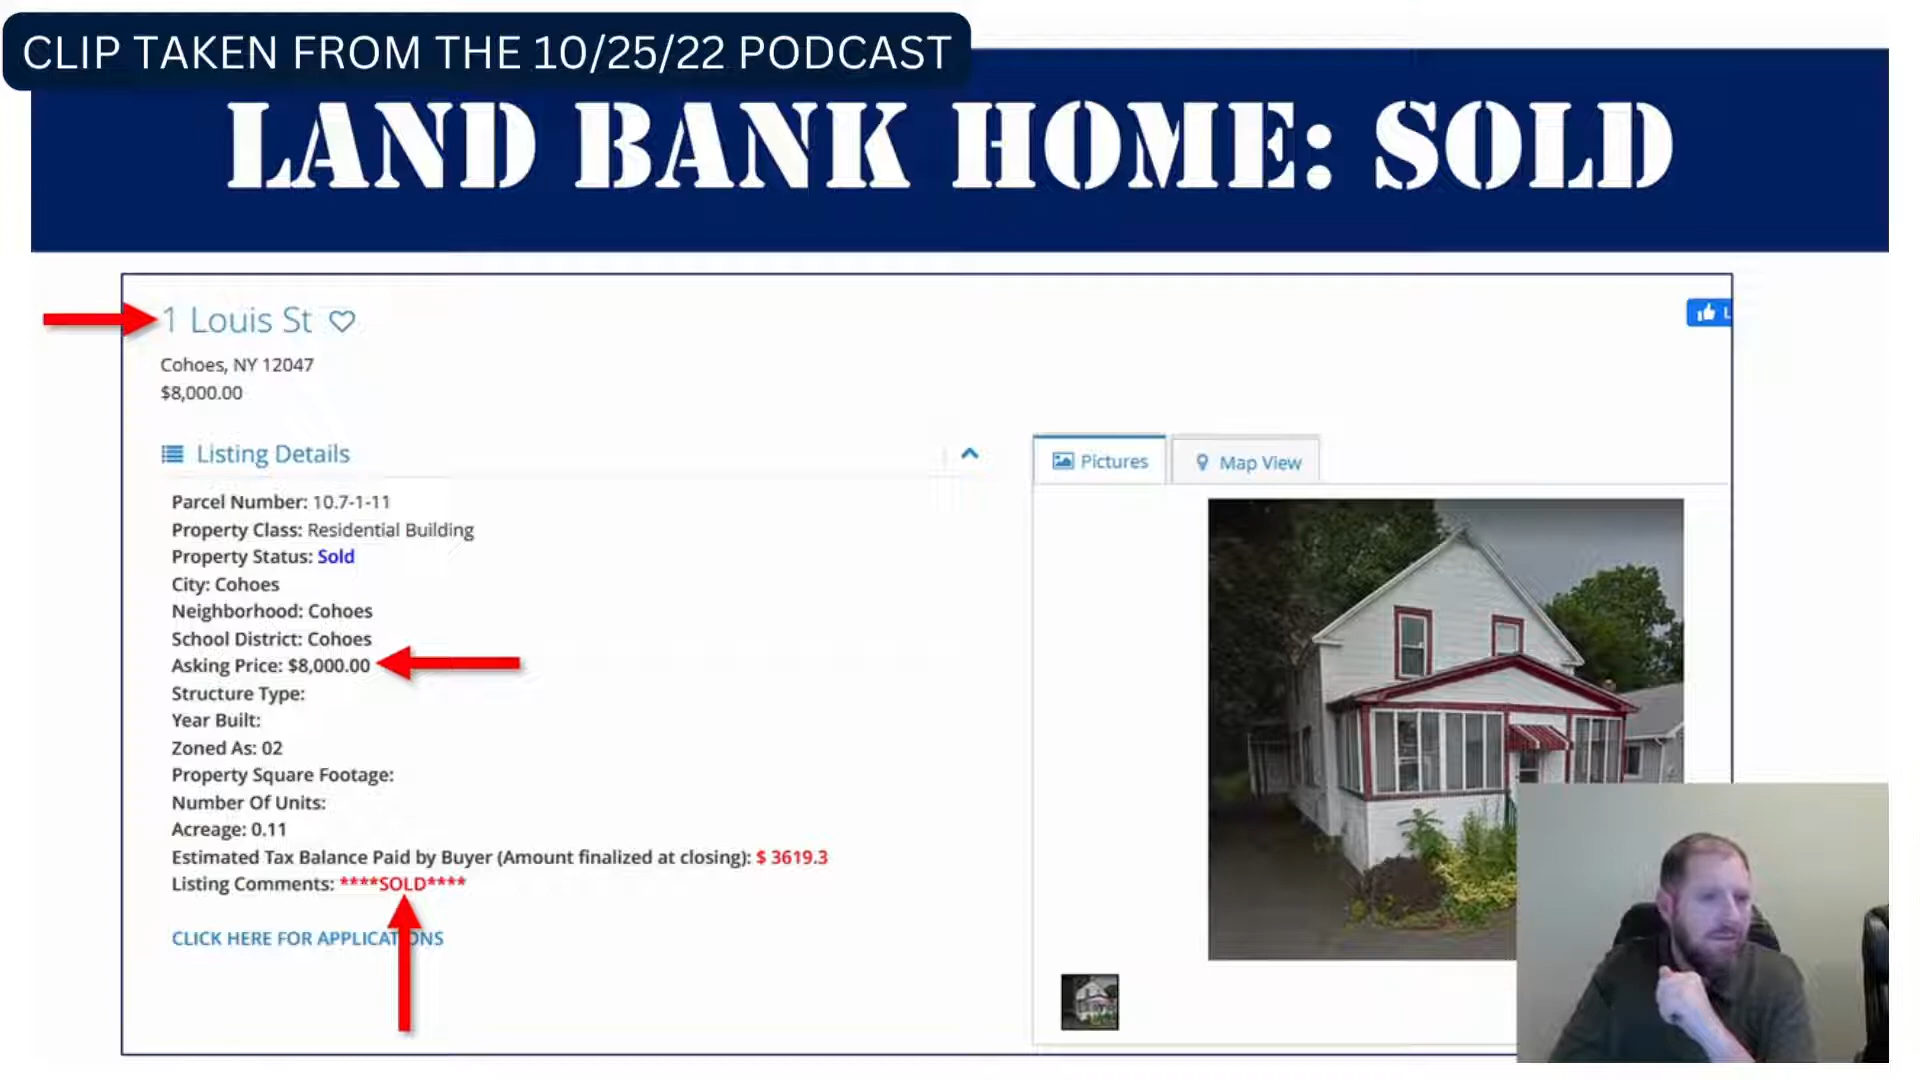 CLIP TAKEN FROM THE 10/25/22 PODCAST
LAND BANK HOME: SOLD
1 Louis St
Cohoes, NY 12047
$8,000.00
Listing Details
Parcel Number: 10.7-1-11
Property Class: Residential Building
Property Status: Sold
City: Cohoes
Neighborhood: Cohoes
School District: Cohoes
Asking Price: $8,000.00
Structure Type:
Year Built:
Zoned As: 02
Property Square Footage:
Number Of Units:
Acreage: 0.11
Estimated Tax Balance Paid by Buyer (Amount finalized at closing): $ 3619.3
Listing Comments: ****SOLD****
CLICK HERE FOR APPLICATIONS
Pictures
Map View